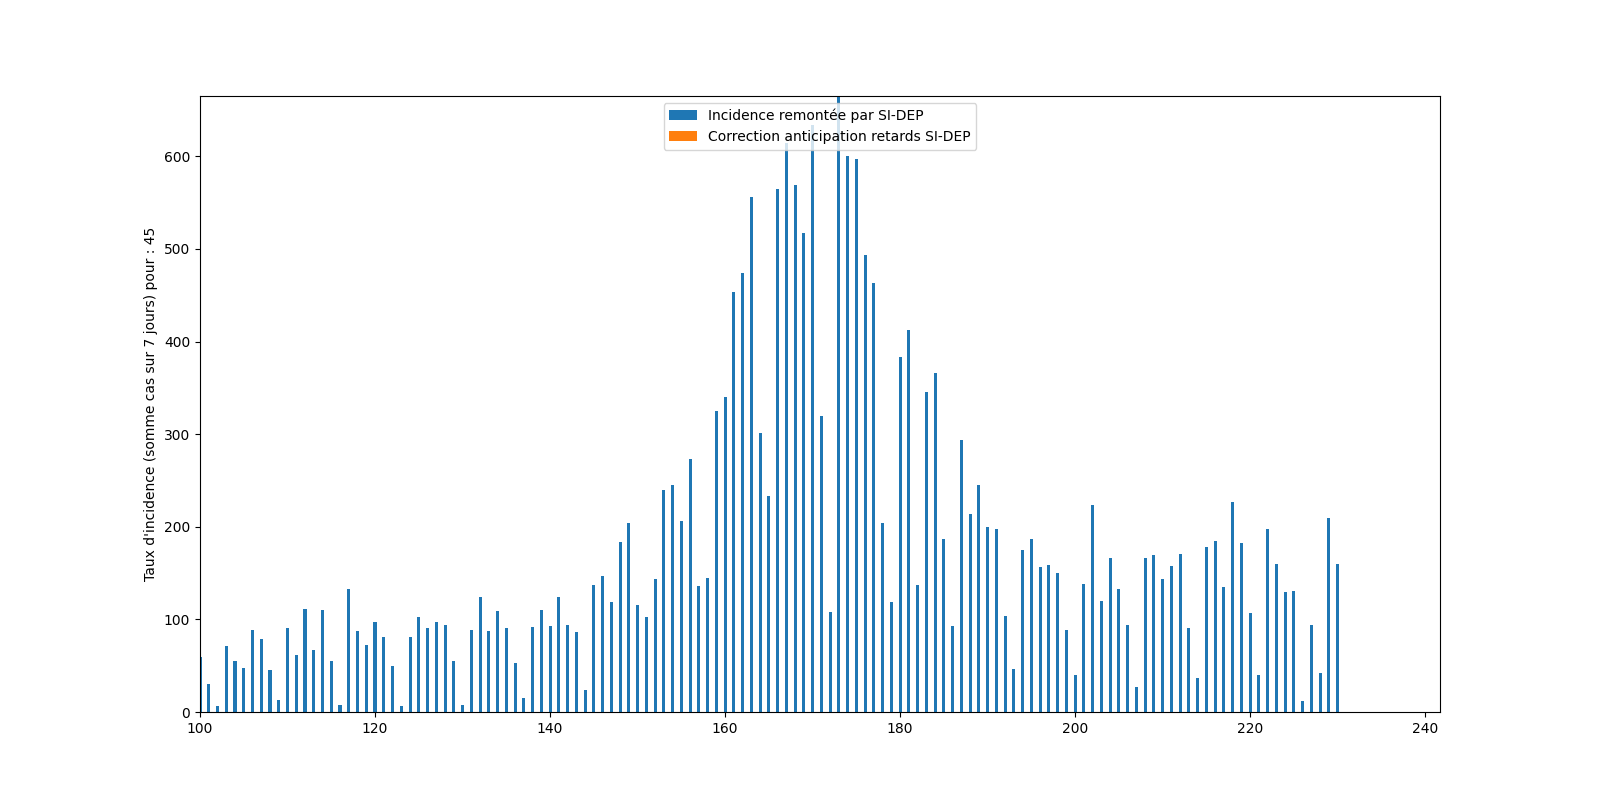 Incidence remontée par SI-DEP
Correction anticipation retards SI-DEP
Taux d'incidence (somme cas sur 7 jours) pour : 45
600
500
400
300
200
100
0
100 120 140 160 180 200 220 240